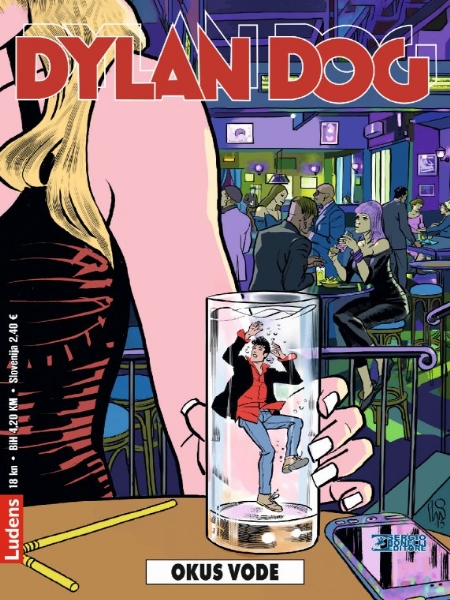 DYLAN DOG
Ludens 18 kn • BiH 4,20 KM • Slovenija 2.40 €
SERGIO
BONELLI
EDITORE
OKUS VODE